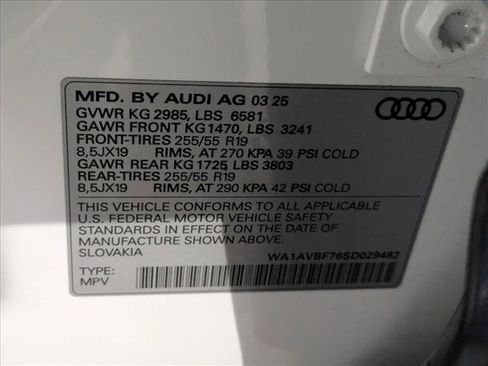 MFD. BY AUDI AG 03 25
GVWR KG 2985, LBS 6581
GAWR FRONT KG1470, LBS 3241
FRONT-TIRES 255/55 R19
8,5JX19 RIMS, AT 270 KPA 39 PSI COLD
GAWR REAR KG1725 LBS 3803
REAR-TIRES 255/55 R19
8,5JX19 RIMS, AT 290 KPA 42 PSI COLD
THIS VEHICLE CONFORMS TO ALL APPLICABLE
U.S. FEDERAL MOTOR VEHICLE SAFETY
STANDARDS IN EFFECT ON THE DATE OF
MANUFACTURE SHOWN ABOVE.
SLOVAKIA WA1AVBF76SD029482
TYPE:
MPV